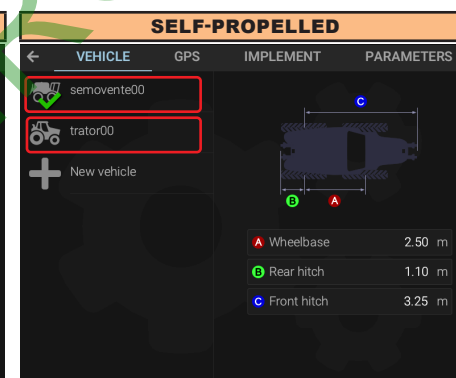 SELF-PROPELLED
VEHICLE GPS IMPLEMENT PARAMETERS
semovente00
trator00
New vehicle
C
B A
A Wheelbase 2.50 m
B Rear hitch 1.10 m
C Front hitch 3.25 m